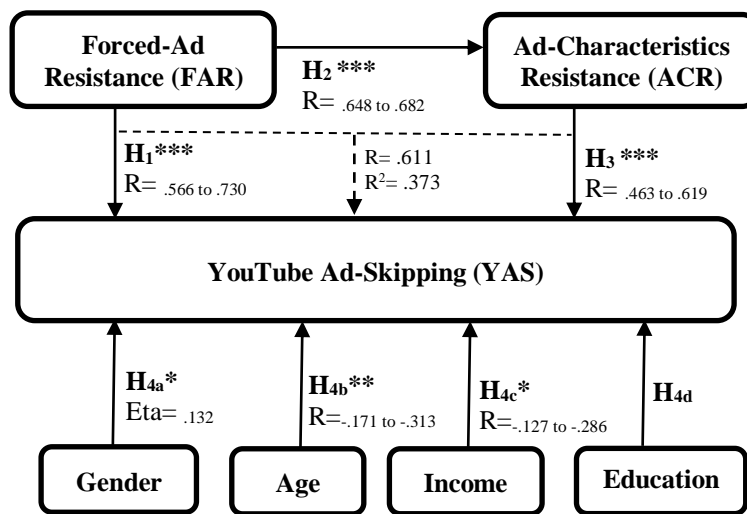 Forced-Ad
Resistance (FAR)
H₂ ***
R= .648 to .682
Ad-Characteristics
Resistance (ACR)
H₁***
R= .566 to .730
R= .611
R²= .373
H₃ ***
R= .463 to .619
YouTube Ad-Skipping (YAS)
H₄ₐ*
Eta= .132
H4b**
R=-.171 to -.313
H4c*
R=-.127 to -.286
H4d
Gender
Age
Income
Education